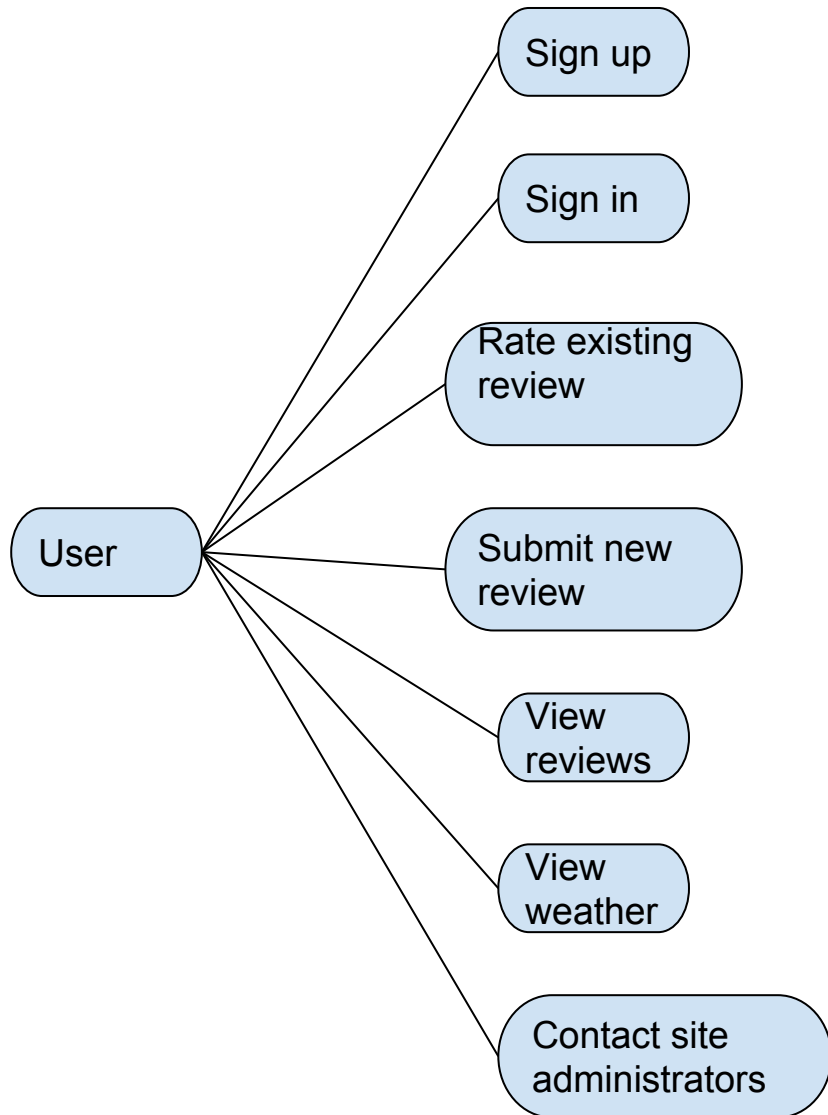 Sign up
Sign in
Rate existing
review
User
Submit new
review
View
reviews
View
weather
Contact site
administrators